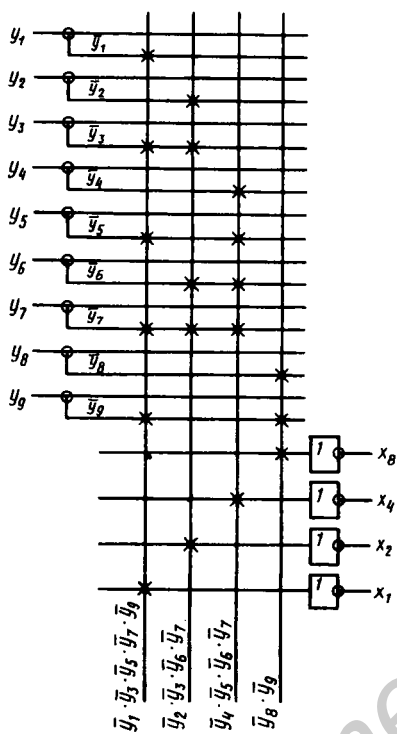 y₁
ȳ₁
y₂
ȳ₂
y₃
ȳ₃
y₄
ȳ₄
y₅
ȳ₅
y₆
ȳ₆
y₇
ȳ₇
y₈
ȳ₈
y₉
ȳ₉
1 x₈
1 x₄
1 x₂
1 x₁
ȳ₁·ȳ₃·ȳ₅·ȳ₇·ȳ₉
ȳ₂·ȳ₃·ȳ₆·ȳ₇
ȳ₄·ȳ₅·ȳ₆·ȳ₇
ȳ₈·ȳ₉